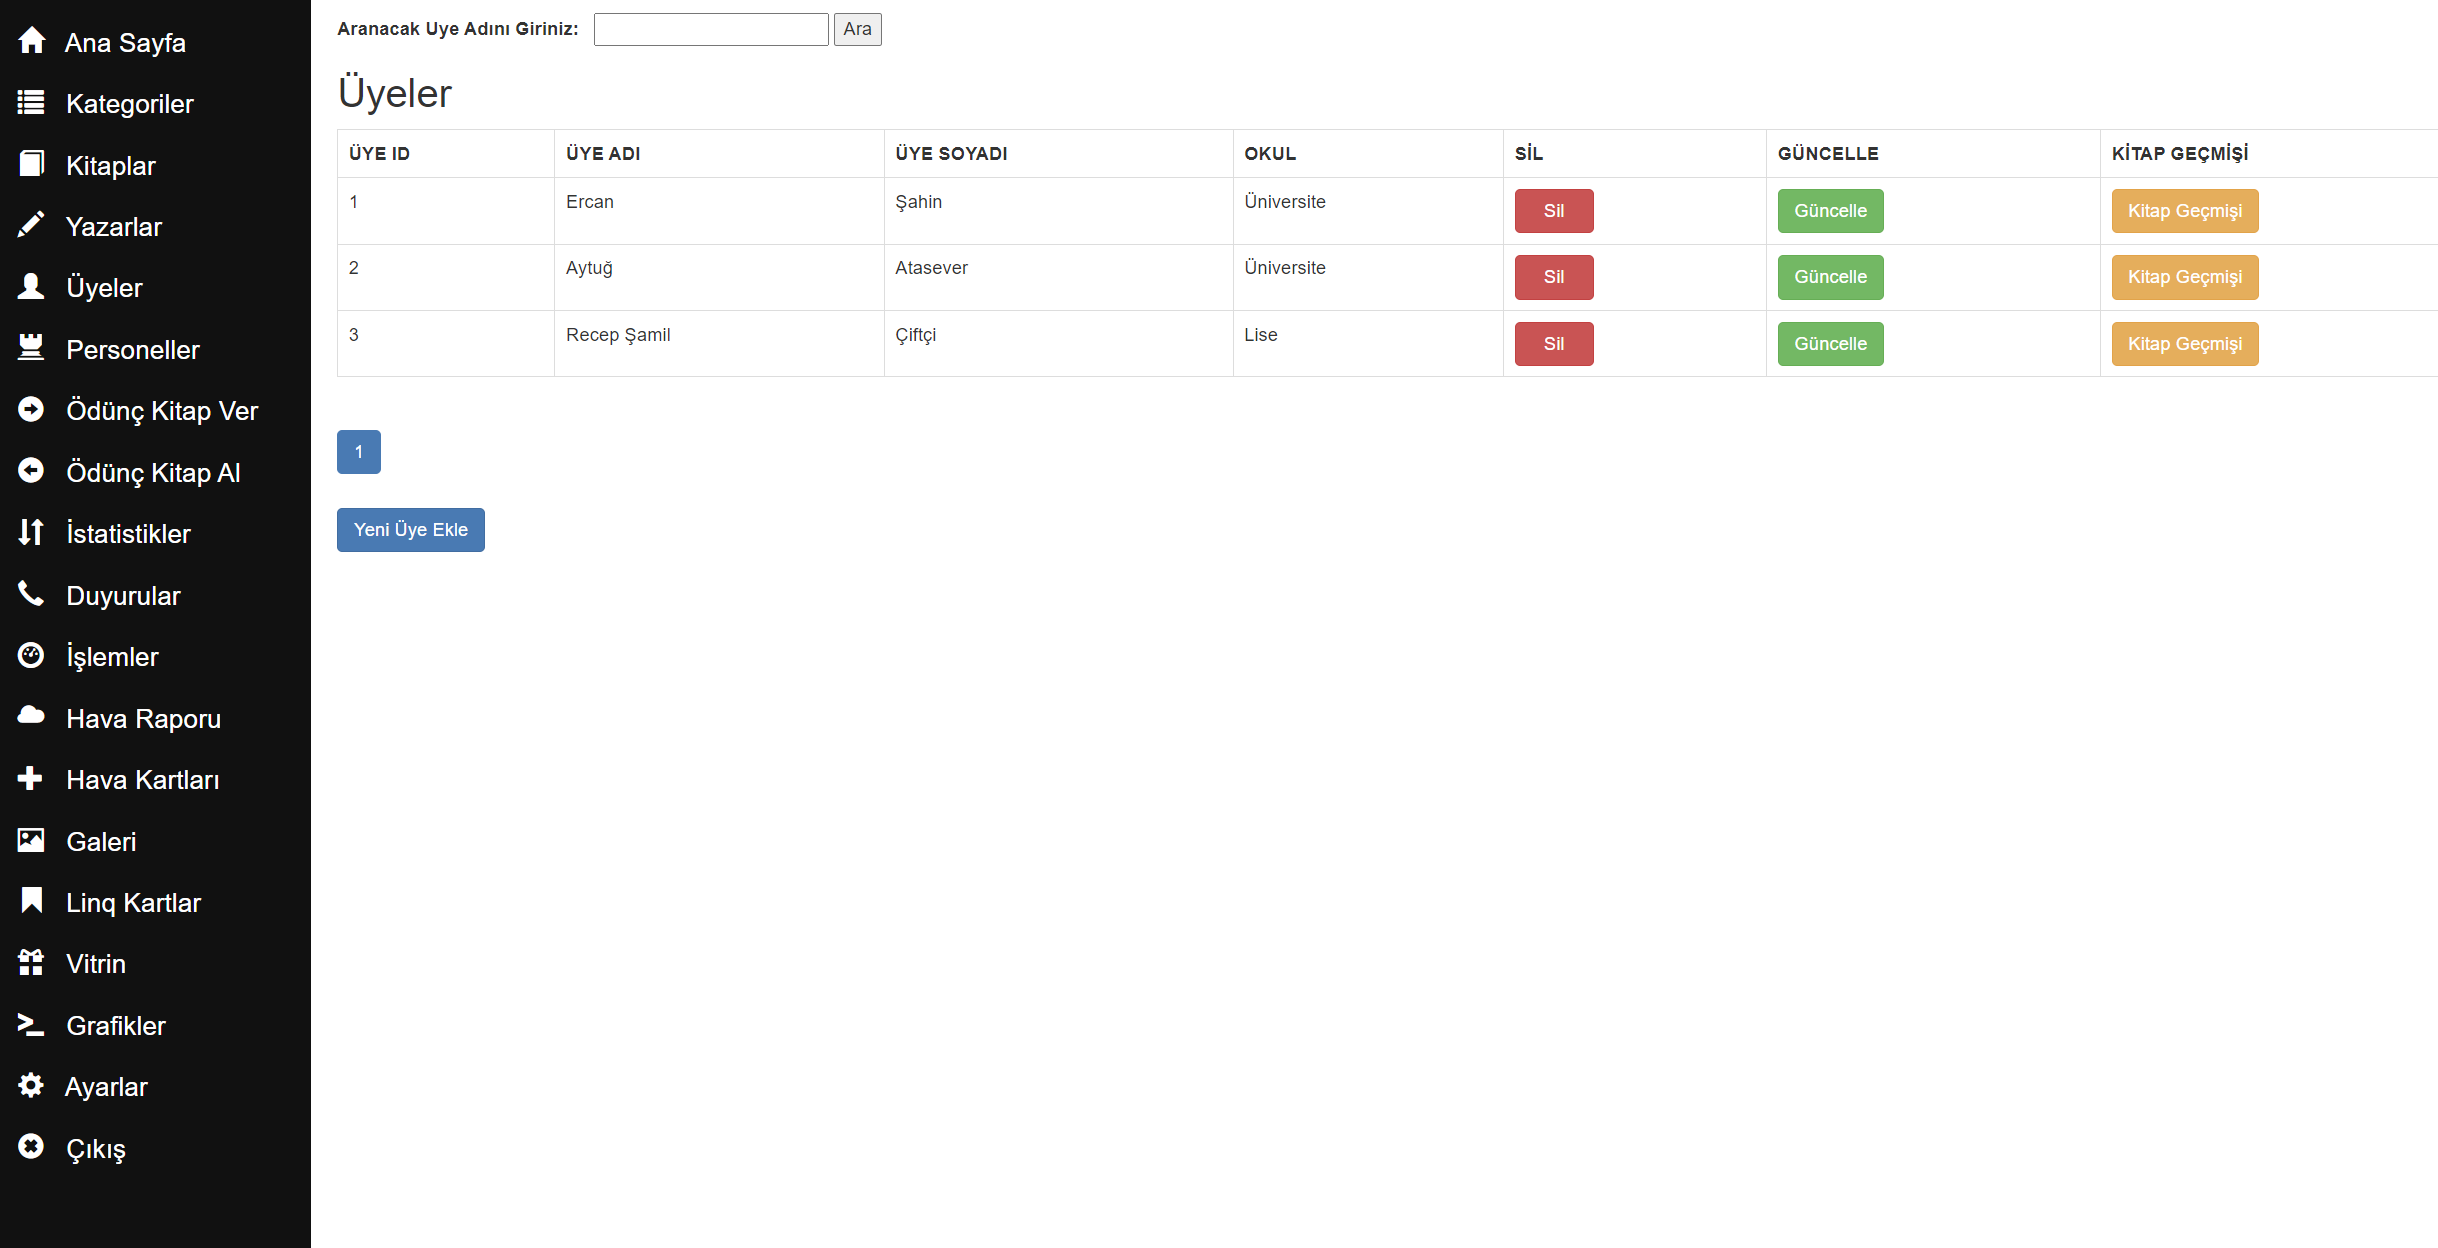 Ana Sayfa
Kategoriler
Kitaplar
Yazarlar
Üyeler
Personeller
Ödünç Kitap Ver
Ödünç Kitap Al
İstatistikler
Duyurular
İşlemler
Hava Raporu
Hava Kartları
Galeri
Linq Kartlar
Vitrin
Grafikler
Ayarlar
Çıkış
Aranacak Uye Adını Giriniz: Ara
Üyeler
ÜYE ID ÜYE ADI ÜYE SOYADI OKUL SİL GÜNCELLE KİTAP GEÇMİŞİ
1 Ercan Şahin Üniversite Sil Güncelle Kitap Geçmişi
2 Aytuğ Atasever Üniversite Sil Güncelle Kitap Geçmişi
3 Recep Şamil Çiftçi Lise Sil Güncelle Kitap Geçmişi
1
Yeni Üye Ekle